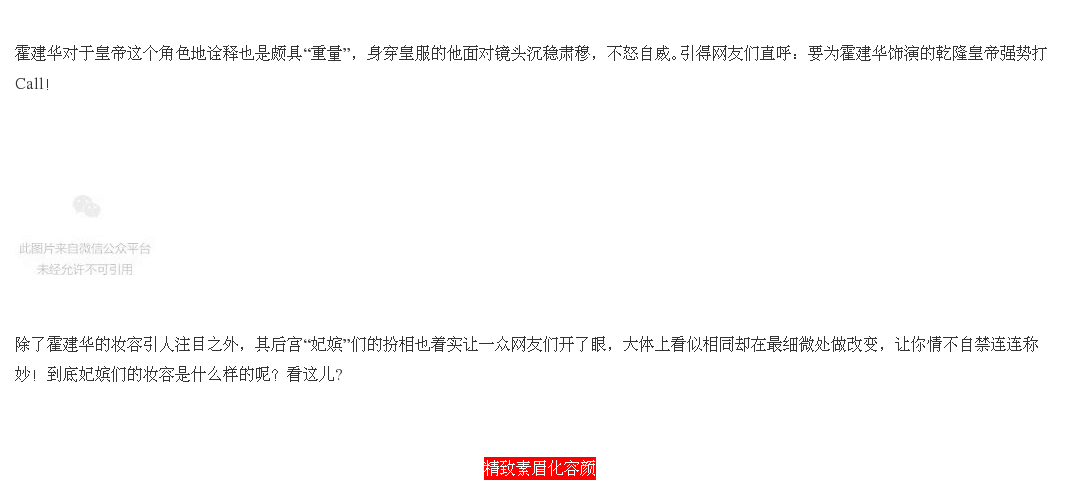 霍建华对于皇帝这个角色地诠释也是颇具“重量”，身穿皇服的他面对镜头沉稳肃穆，不怒自威。引得网友们直呼：要为霍建华饰演的乾隆皇帝强势打
Call！
此图片来自微信公众平台
未经允许不可引用
除了霍建华的妆容引人注目之外，其后宫“妃嫔”们的扮相也着实让一众网友们开了眼，大体上看似相同却在最细微处做改变，让你情不自禁连连称
妙！到底妃嫔们的妆容是什么样的呢？看这儿?
精致素眉化容颜